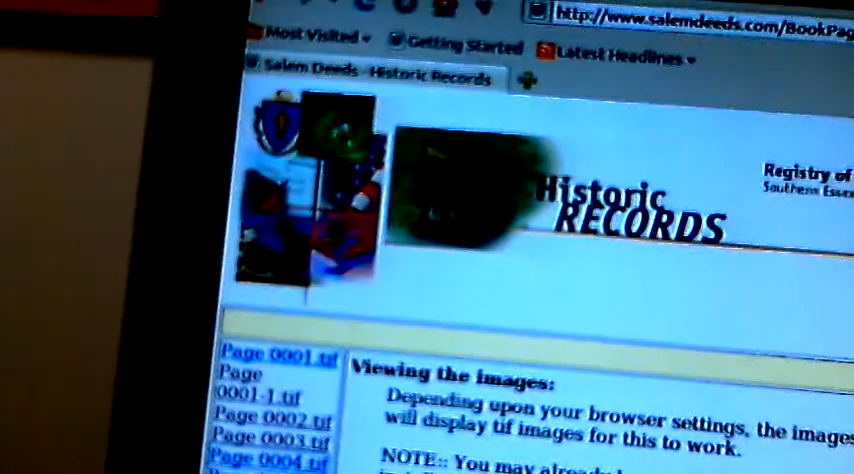 http://www.salemdeeds.com/BookPag
Most Visited
Getting Started
Latest Headlines
Salem Deeds - Historic Records
Historic
RECORDS
Registry of
Southern Essex
Page 0001.tif
Page
0001-1.tif
Page 0002.tif
Page 0003.tif
Page 0004.tif
Viewing the images:
Depending upon your browser settings, the images
will display tif images for this to work.
NOTE:: You may already